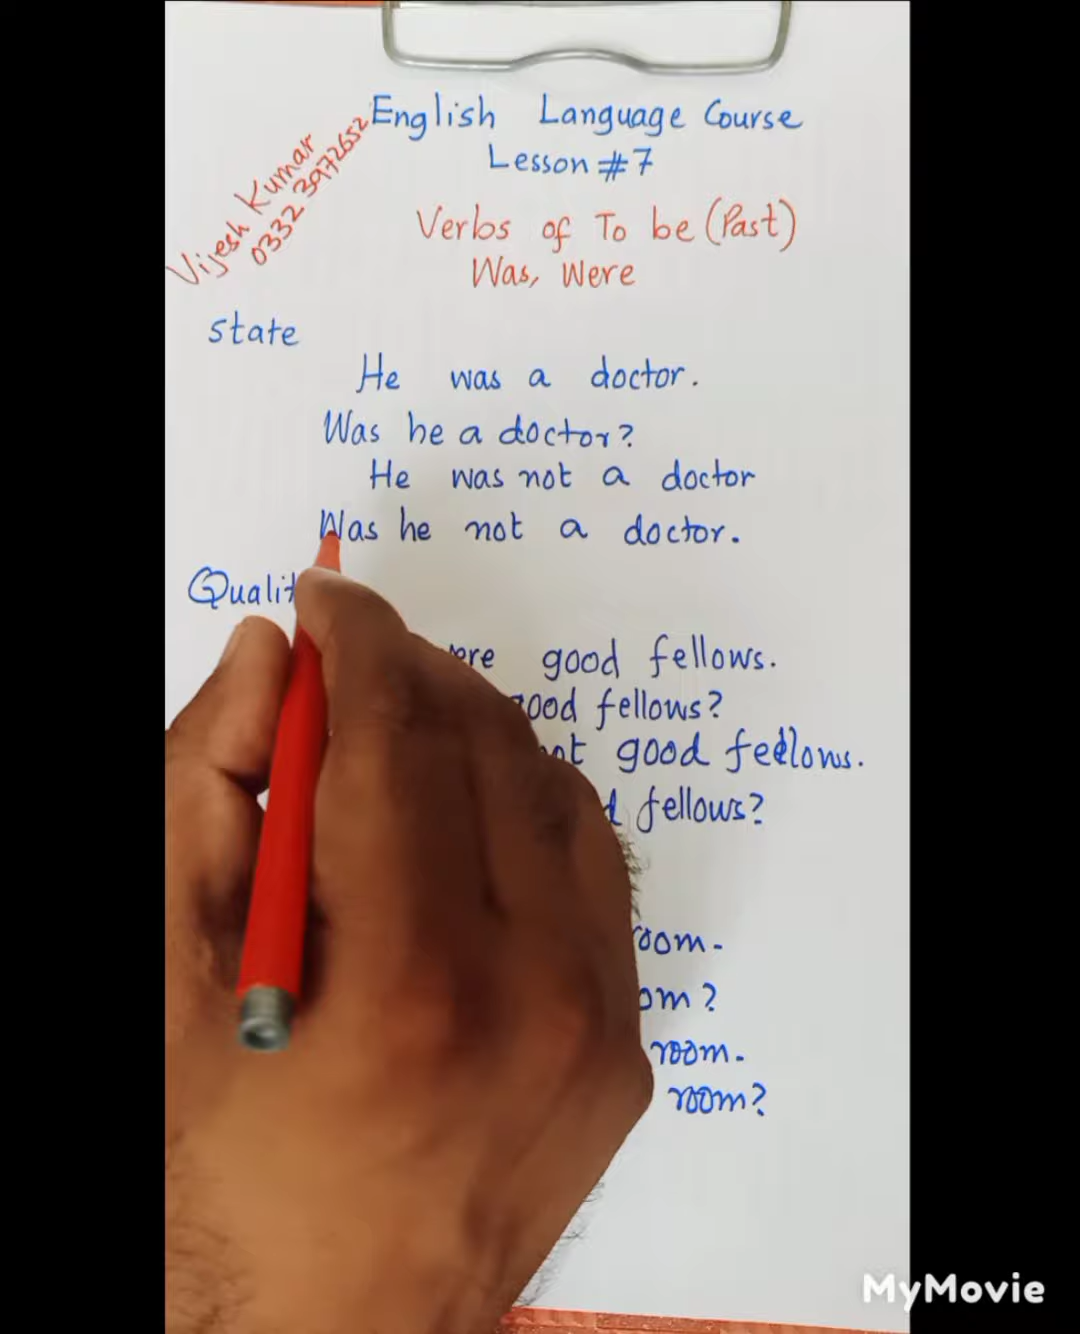 English Language Course
Lesson #7
Vijesh Kumar
0332 3972652
Verbs of To be (Past)
Was, Were
state
He was a doctor.
Was he a doctor?
He was not a doctor
Was he not a doctor.
good fellows.
good fellows?
good fellows.
fellows?
room.
room?
MyMovie